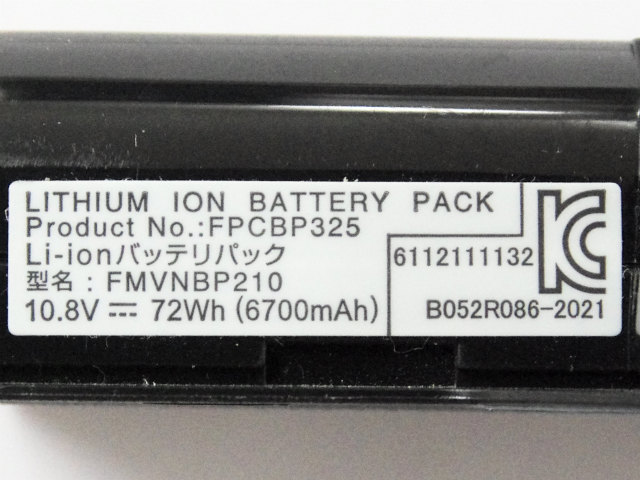 LITHIUM ION BATTERY PACK
Product No.:FPCBP325
Li-ionバッテリパック
型名：FMVNBP210
10.8V ⎓ 72Wh (6700mAh)
6112111132
KC
B052R086-2021